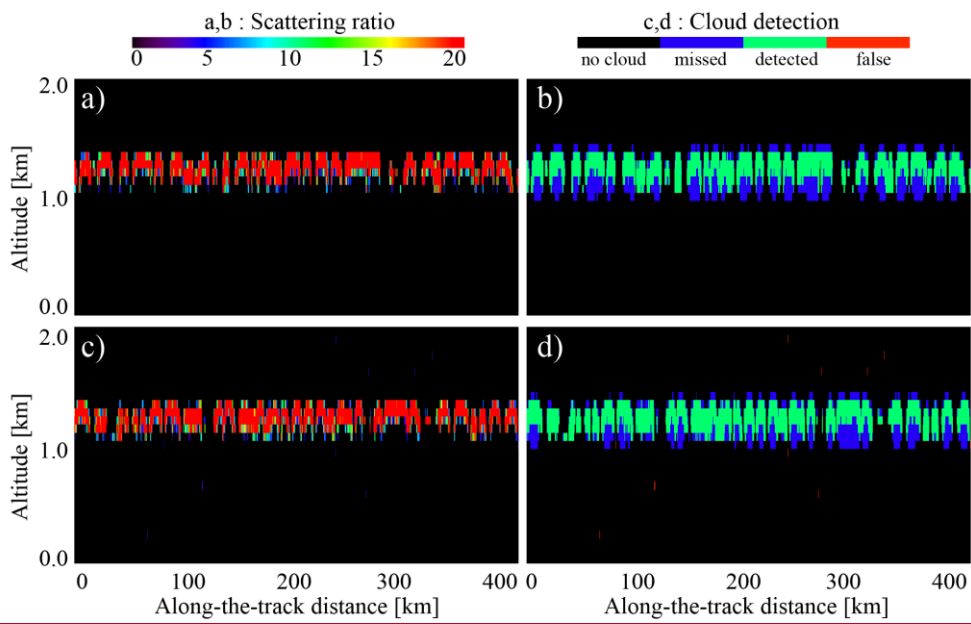 a,b : Scattering ratio
c,d : Cloud detection
0 5 10 15 20
no cloud missed detected false
2.0
a)
b)
Altitude [km]
1.0
0.0
2.0
c)
d)
Altitude [km]
1.0
0.0
0 100 200 300 400
0 100 200 300 400
Along-the-track distance [km]
Along-the-track distance [km]